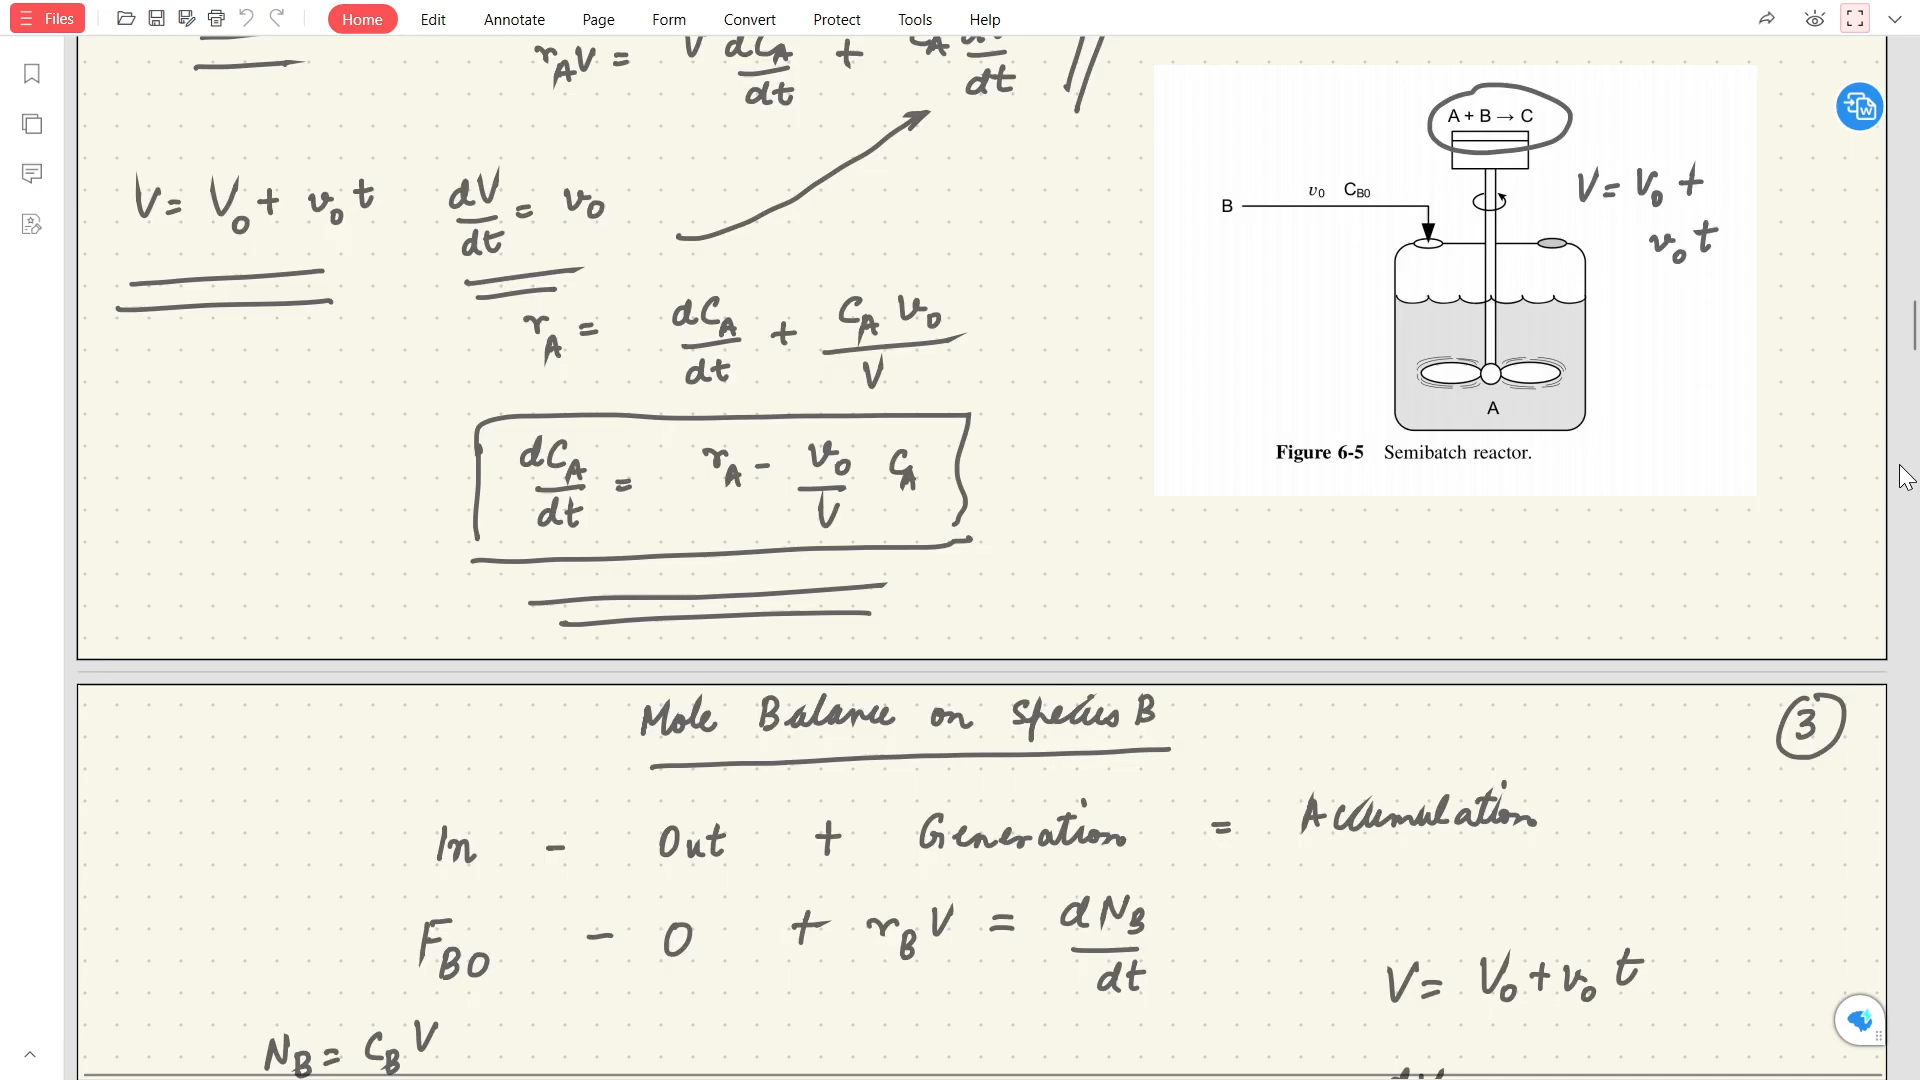 Files Home Edit Annotate Page Form Convert Protect Tools Help
r_A V = V dC_A/dt + C_A dV/dt
V = V_0 + v_0 t
dV/dt = v_0
r_A = dC_A/dt + C_A v_0/V
dC_A/dt = r_A - v_0/V C_A
A + B → C
B
υ0 CB0
V = V_0 +
v_0 t
A
Figure 6-5 Semibatch reactor.
Mole Balance on Species B
3
In - Out + Generation = Accumulation
F_B0 - 0 + r_B V = dN_B/dt
V = V_0 + v_0 t
N_B = C_B V